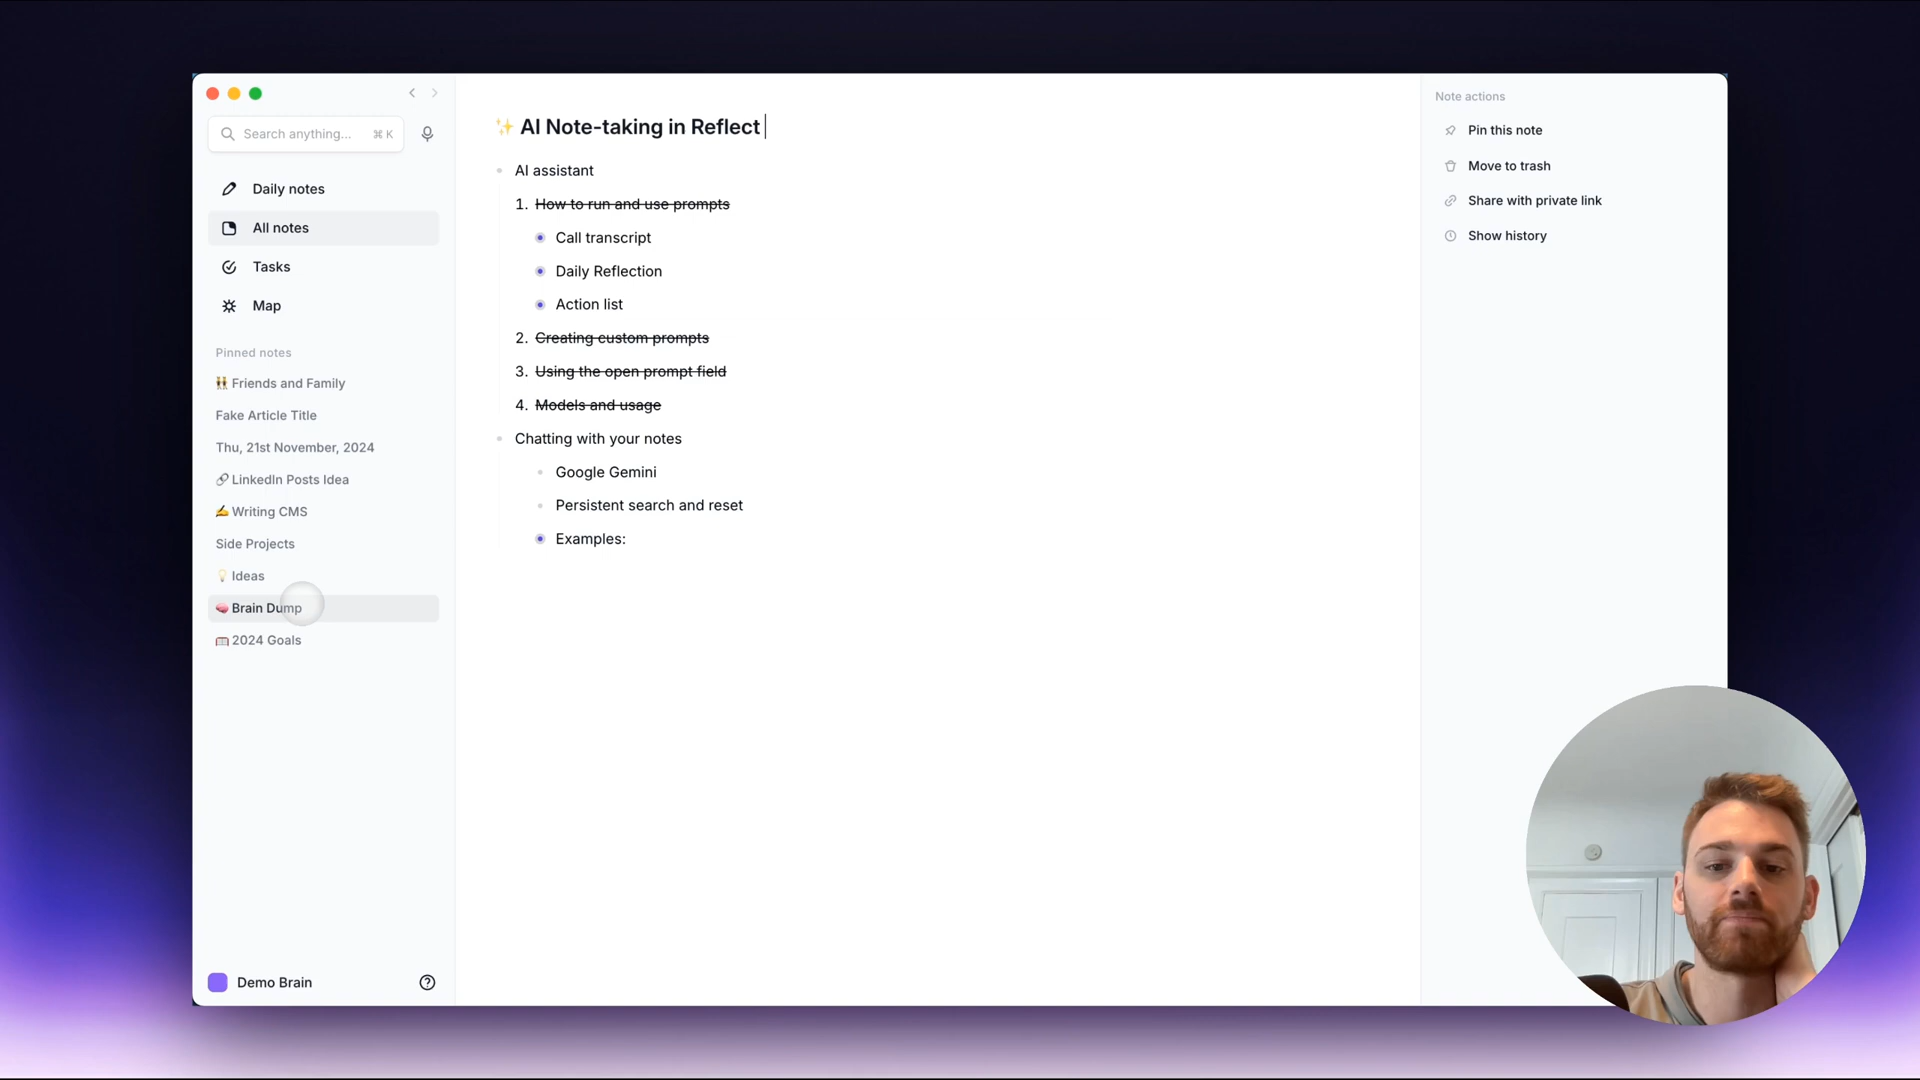 Search anything...
⌘ K
Daily notes
All notes
Tasks
Map
Pinned notes
👯 Friends and Family
Fake Article Title
Thu, 21st November, 2024
🔗 LinkedIn Posts Idea
✍️ Writing CMS
Side Projects
💡 Ideas
🧠 Brain Dump
🥅 2024 Goals
Demo Brain
✨ AI Note-taking in Reflect
AI assistant
1. How to run and use prompts
Call transcript
Daily Reflection
Action list
2. Creating custom prompts
3. Using the open prompt field
4. Models and usage
Chatting with your notes
Google Gemini
Persistent search and reset
Examples:
Note actions
Pin this note
Move to trash
Share with private link
Show history